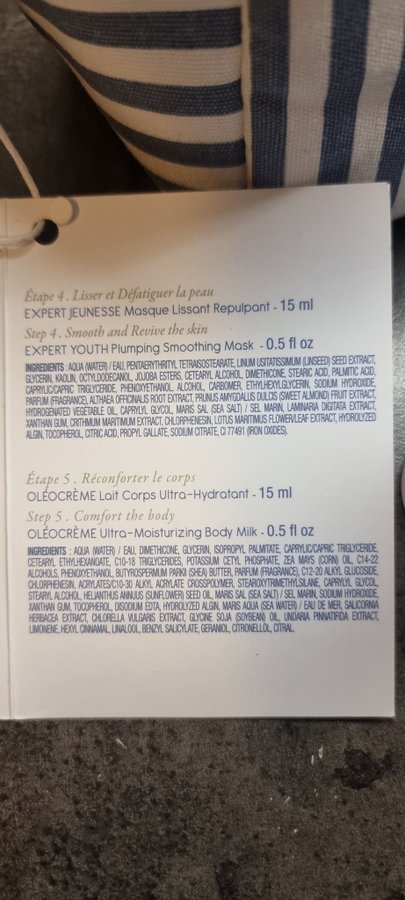 Étape 4 . Lisser et Défatiguer la peau
EXPERT JEUNESSE Masque Lissant Repulpant - 15 ml
Step 4 . Smooth and Revive the skin
EXPERT YOUTH Plumping Smoothing Mask - 0.5 fl oz
INGREDIENTS : AQUA (WATER) / EAU, PENTAERYTHRITYL TETRAISOSTEARATE, LINUM USITATISSIMUM (LINSEED) SEED EXTRACT,
GLYCERIN, KAOLIN, OCTYLDODECANOL, JOJOBA ESTERS, CETEARYL ALCOHOL, DIMETHICONE, STEARIC ACID, PALMITIC ACID,
CAPRYLIC/CAPRIC TRIGLYCERIDE, PHENOXYETHANOL, ALCOHOL, CARBOMER, ETHYLHEXYLGLYCERIN, SODIUM HYDROXIDE,
PARFUM (FRAGRANCE), ALTHAEA OFFICINALIS ROOT EXTRACT, PRUNUS AMYGDALUS DULCIS (SWEET ALMOND) FRUIT EXTRACT,
HYDROGENATED VEGETABLE OIL, CAPRYLYL GLYCOL, MARIS SAL (SEA SALT) / SEL MARIN, LAMINARIA DIGITATA EXTRACT,
XANTHAN GUM, CRITHMUM MARITIMUM EXTRACT, CHLORPHENESIN, LOTUS MARITIMUS FLOWER/LEAF EXTRACT, HYDROLYZED
ALGIN, TOCOPHEROL, CITRIC ACID, PROPYL GALLATE, SODIUM CITRATE, CI 77491 (IRON OXIDES).
Étape 5 . Réconforter le corps
OLÉOCRÈME Lait Corps Ultra-Hydratant - 15 ml
Step 5 . Comfort the body
OLÉOCRÈME Ultra-Moisturizing Body Milk - 0.5 fl oz
INGREDIENTS : AQUA (WATER) / EAU, DIMETHICONE, GLYCERIN, ISOPROPYL PALMITATE, CAPRYLIC/CAPRIC TRIGLYCERIDE,
CETEARYL ETHYLHEXANOATE, C10-18 TRIGLYCERIDES, POTASSIUM CETYL PHOSPHATE, ZEA MAYS (CORN) OIL, C14-22
ALCOHOLS, PHENOXYETHANOL, BUTYROSPERMUM PARKII (SHEA) BUTTER, PARFUM (FRAGRANCE), C12-20 ALKYL GLUCOSIDE,
CHLORPHENESIN, ACRYLATES/C10-30 ALKYL ACRYLATE CROSSPOLYMER, STEAROXYTRIMETHYLSILANE, CAPRYLYL GLYCOL,
STEARYL ALCOHOL, HELIANTHUS ANNUUS (SUNFLOWER) SEED OIL, MARIS SAL (SEA SALT) / SEL MARIN, SODIUM HYDROXIDE,
XANTHAN GUM, TOCOPHEROL, DISODIUM EDTA, HYDROLYZED ALGIN, MARIS AQUA (SEA WATER) / EAU DE MER, SALICORNIA
HERBACEA EXTRACT, CHLORELLA VULGARIS EXTRACT, GLYCINE SOJA (SOYBEAN) OIL, UNDARIA PINNATIFIDA EXTRACT,
LIMONENE, HEXYL CINNAMAL, LINALOOL, BENZYL SALICYLATE, GERANIOL, CITRONELLOL, CITRAL.